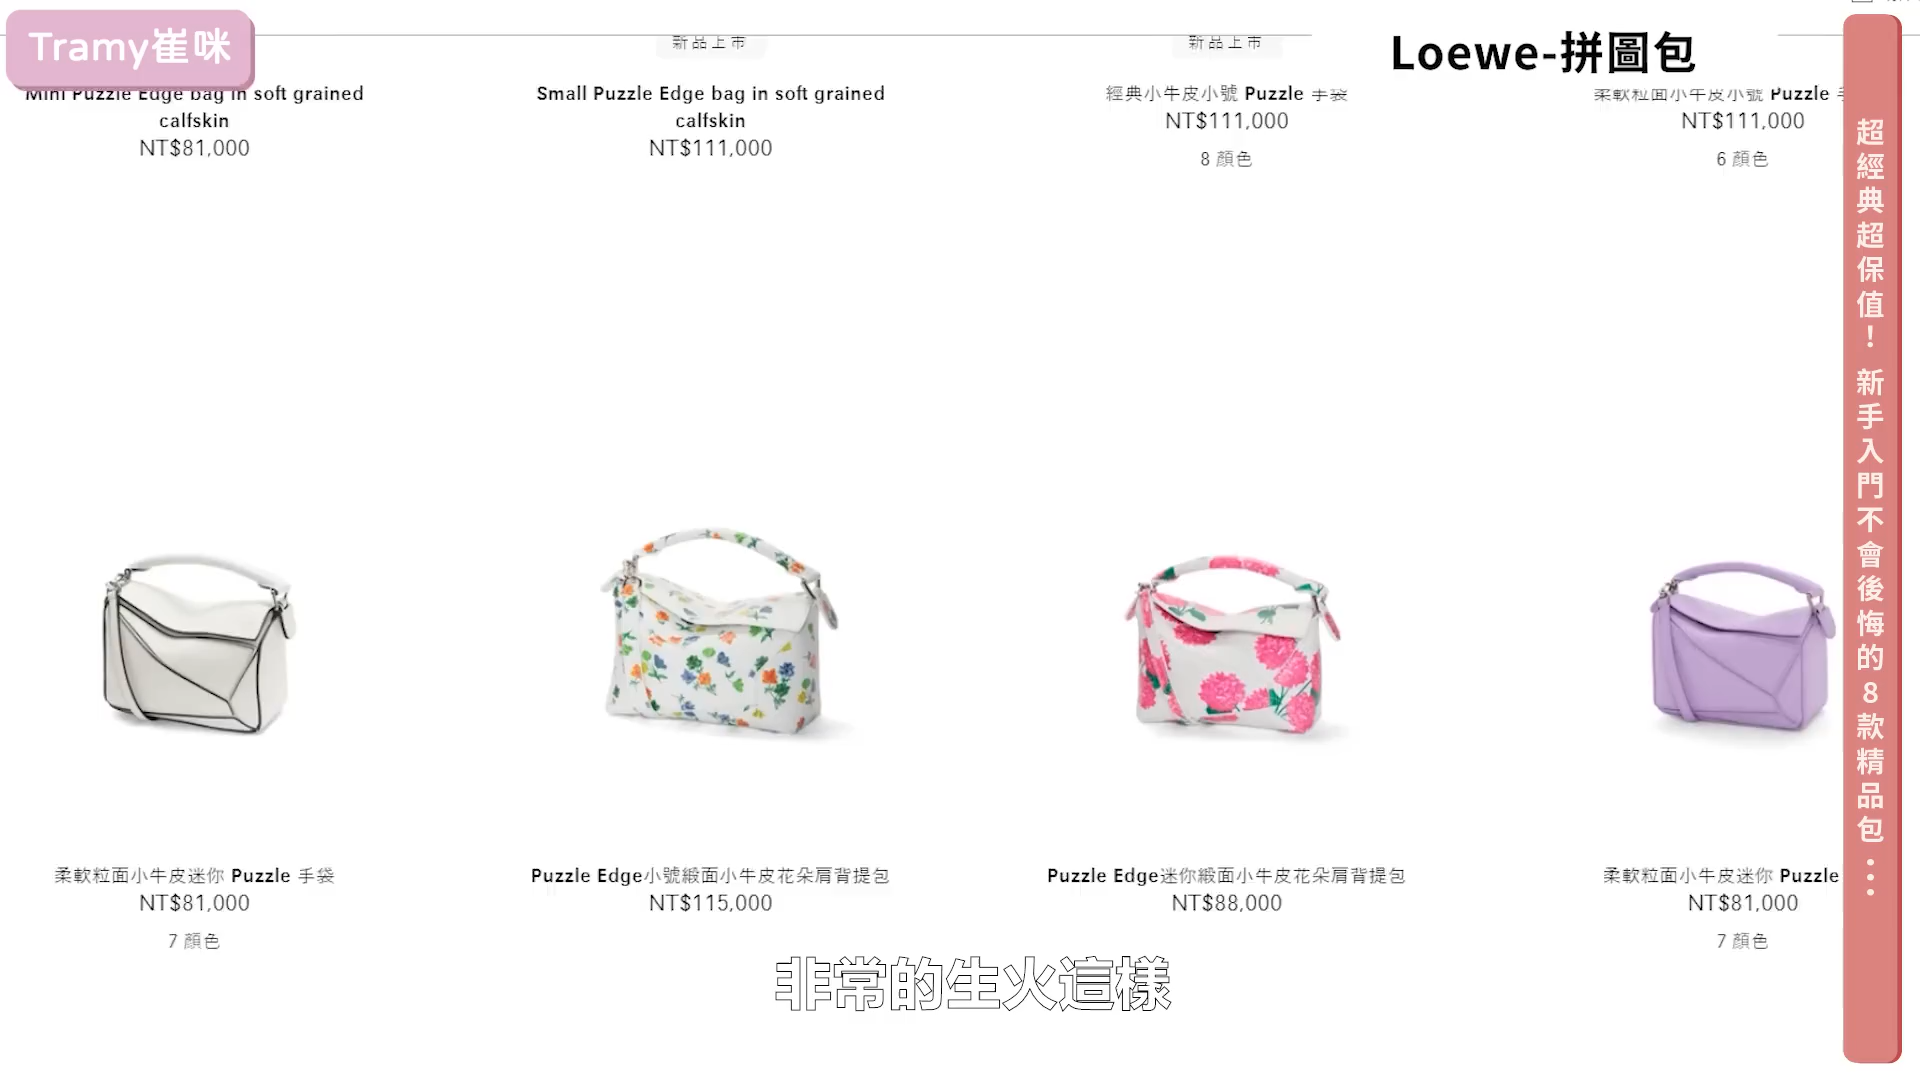 Tramy崔咪
Loewe-拼圖包
新品上市
新品上市
Mini Puzzle Edge bag in soft grained
calfskin
NT$81,000
Small Puzzle Edge bag in soft grained
calfskin
NT$111,000
經典小牛皮小號 Puzzle 手袋
NT$111,000
8 顏色
柔軟粒面小牛皮小號 Puzzle
NT$111,000
6 顏色
柔軟粒面小牛皮迷你 Puzzle 手袋
NT$81,000
7 顏色
Puzzle Edge小號緞面小牛皮花朵肩背提包
NT$115,000
Puzzle Edge迷你緞面小牛皮花朵肩背提包
NT$88,000
柔軟粒面小牛皮迷你 Puzzle
NT$81,000
7 顏色
超經典超保值！新手入門不會後悔的8款精品包...
非常的生火這樣